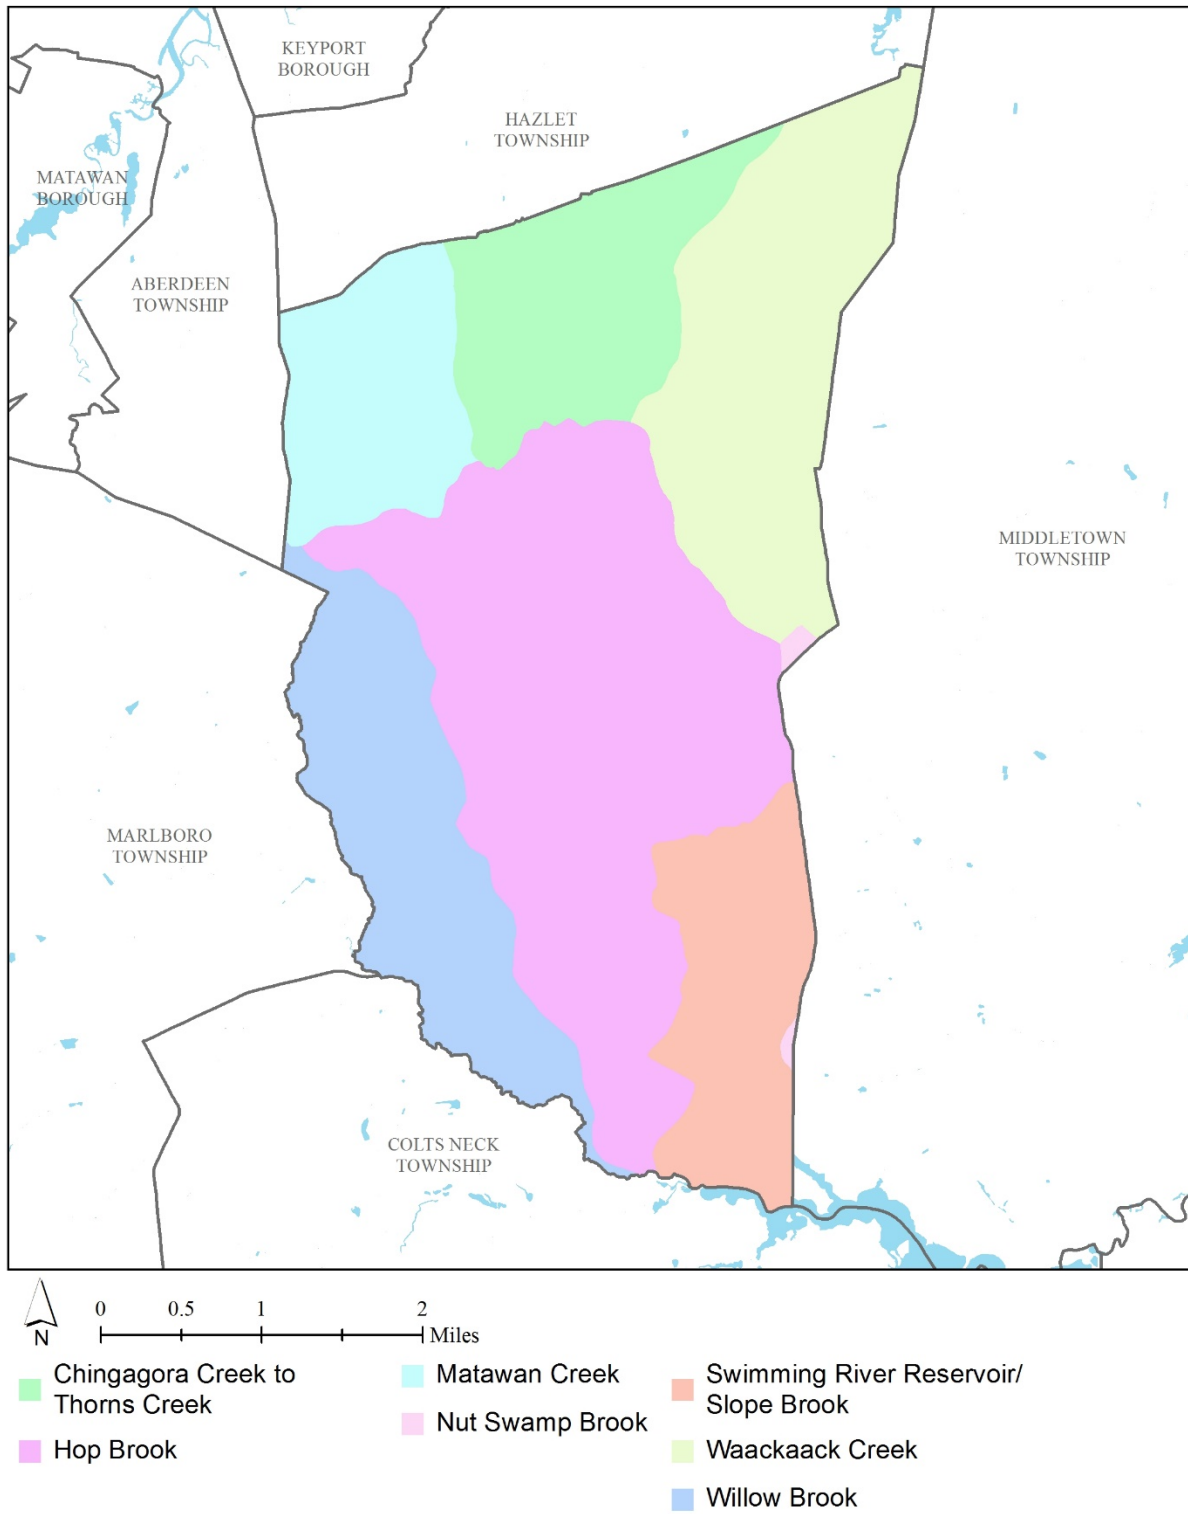 KEYPORT
BOROUGH
HAZLET
TOWNSHIP
MATAWAN
BOROUGH
ABERDEEN
TOWNSHIP
MIDDLETOWN
TOWNSHIP
MARLBORO
TOWNSHIP
COLTS NECK
TOWNSHIP
N
0 0.5 1 2
Miles
Chingagora Creek to
Thorns Creek
Hop Brook
Matawan Creek
Nut Swamp Brook
Swimming River Reservoir/
Slope Brook
Waackaack Creek
Willow Brook